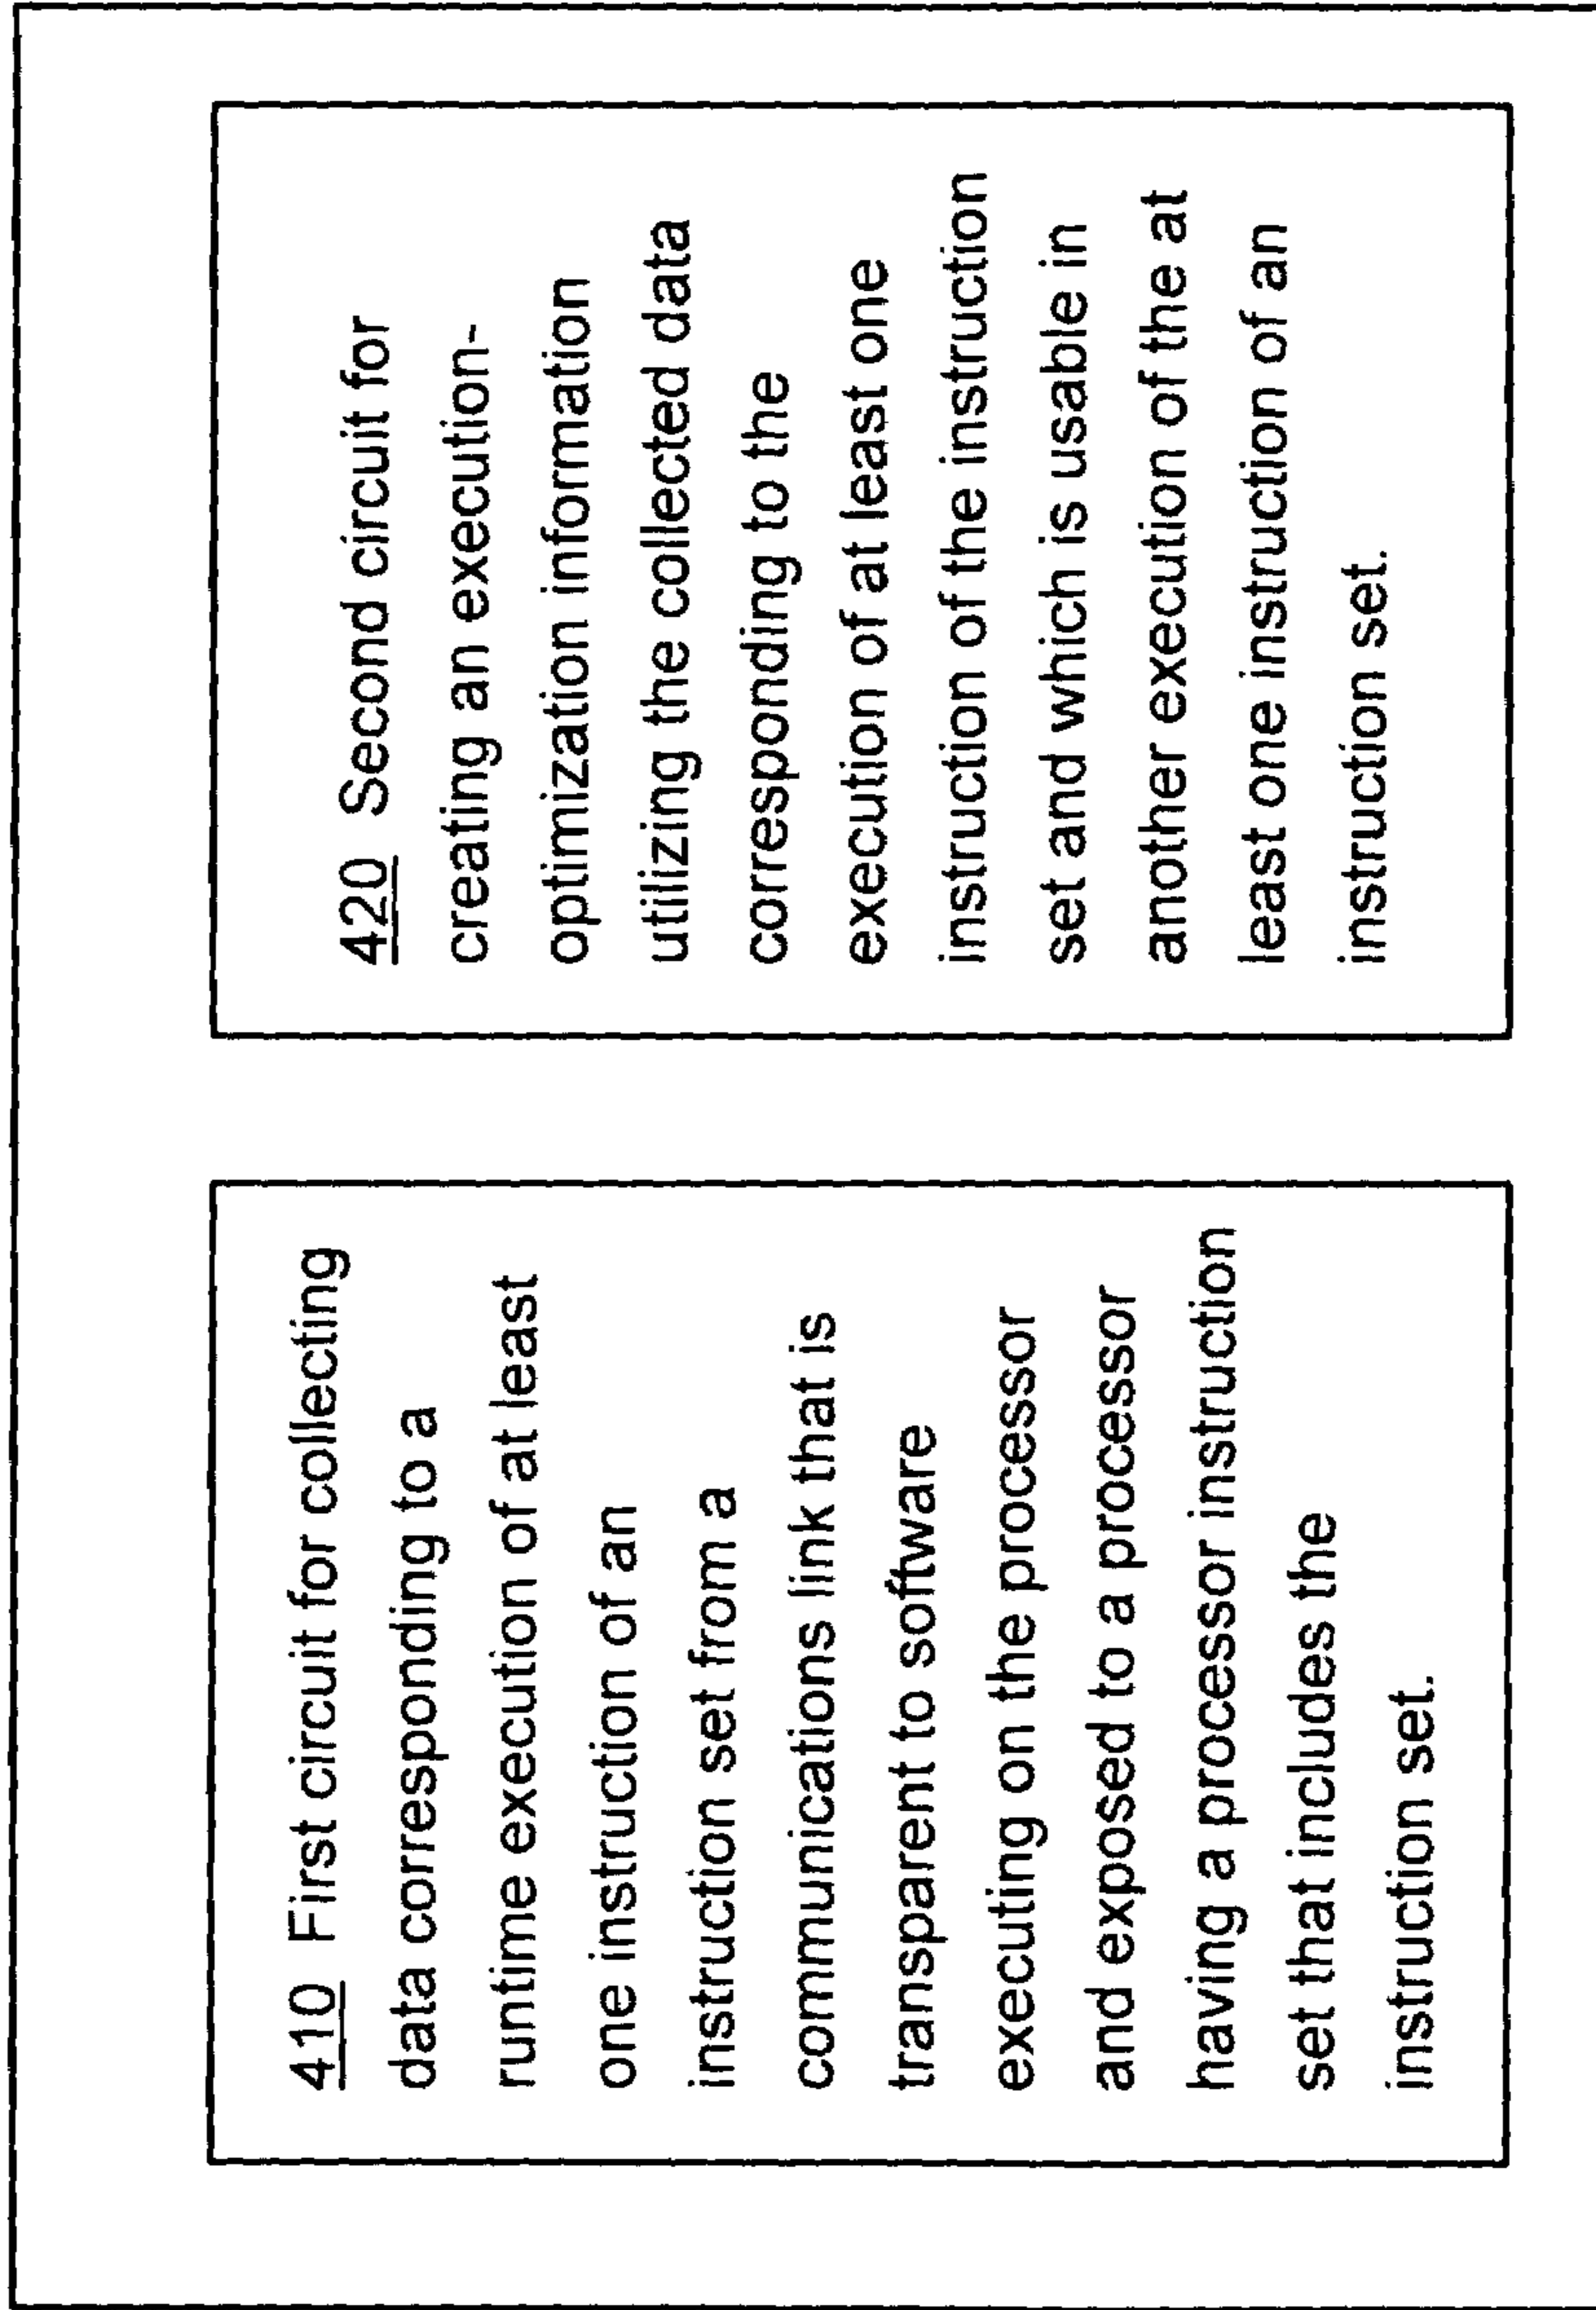 410 First circuit for collecting
data corresponding to a
runtime execution of at least
one instruction of an
instruction set from a
communications link that is
transparent to software
executing on the processor
and exposed to a processor
having a processor instruction
set that includes the
instruction set.
420 Second circuit for
creating an execution-
optimization information
utilizing the collected data
corresponding to the
execution of at least one
instruction of the instruction
set and which is usable in
another execution of the at
least one instruction of an
instruction set.